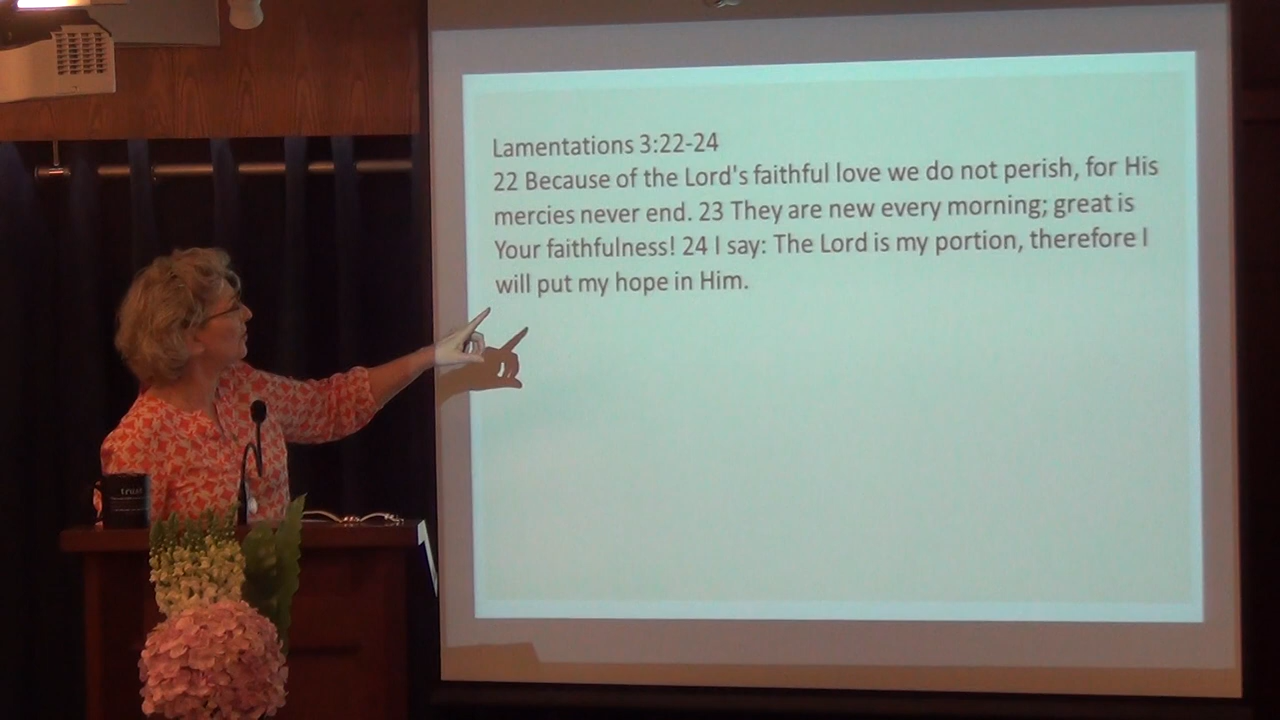 Lamentations 3:22-24
22 Because of the Lord's faithful love we do not perish, for His
mercies never end. 23 They are new every morning; great is
Your faithfulness! 24 I say: The Lord is my portion, therefore I
will put my hope in Him.
trust